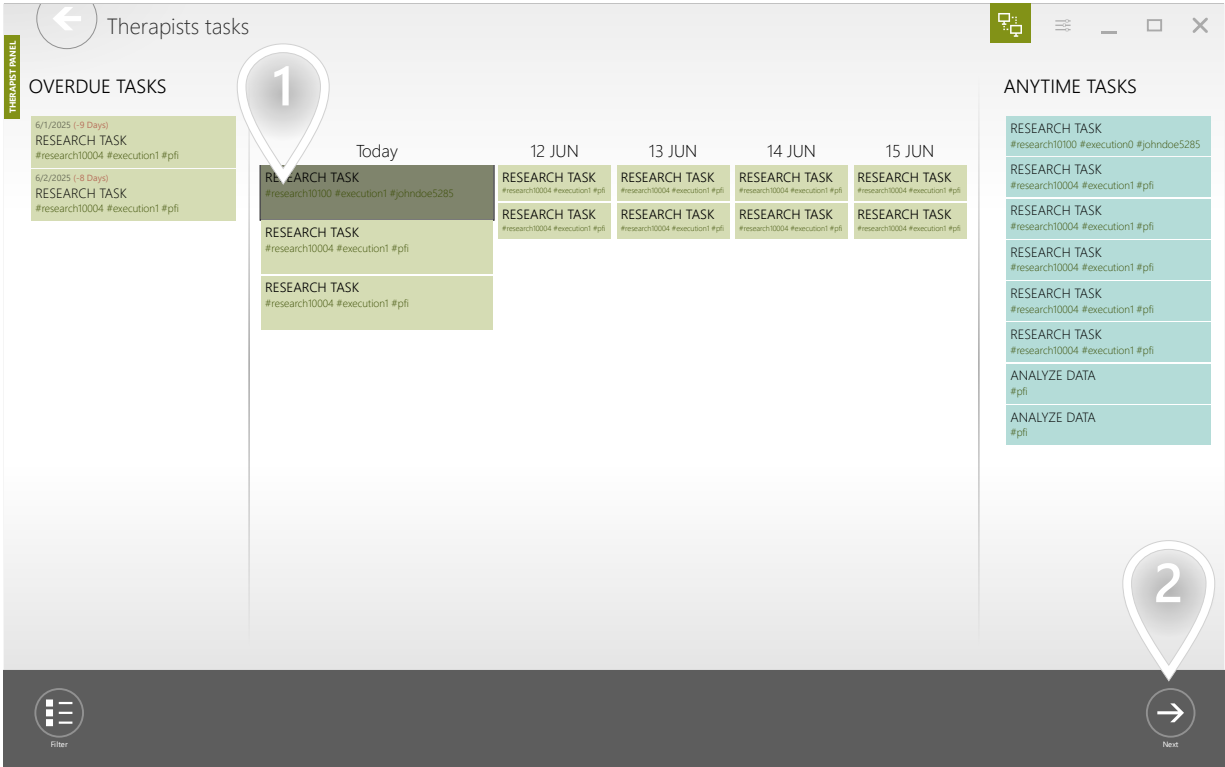 Therapists tasks
THERAPIST PANEL
OVERDUE TASKS
6/1/2025 (-9 Days)
RESEARCH TASK
#research10004 #execution1 #pfi
6/2/2025 (-8 Days)
RESEARCH TASK
#research10004 #execution1 #pfi
1
Today
RESEARCH TASK
#research10100 #execution1 #johndoe5285
RESEARCH TASK
#research10004 #execution1 #pfi
RESEARCH TASK
#research10004 #execution1 #pfi
12 JUN
RESEARCH TASK
#research10004 #execution1 #pfi
RESEARCH TASK
#research10004 #execution1 #pfi
13 JUN
RESEARCH TASK
#research10004 #execution1 #pfi
RESEARCH TASK
#research10004 #execution1 #pfi
14 JUN
RESEARCH TASK
#research10004 #execution1 #pfi
RESEARCH TASK
#research10004 #execution1 #pfi
15 JUN
RESEARCH TASK
#research10004 #execution1 #pfi
RESEARCH TASK
#research10004 #execution1 #pfi
ANYTIME TASKS
RESEARCH TASK
#research10100 #execution0 #johndoe5285
RESEARCH TASK
#research10004 #execution1 #pfi
RESEARCH TASK
#research10004 #execution1 #pfi
RESEARCH TASK
#research10004 #execution1 #pfi
RESEARCH TASK
#research10004 #execution1 #pfi
RESEARCH TASK
#research10004 #execution1 #pfi
ANALYZE DATA
#pfi
ANALYZE DATA
#pfi
2
Filter
Next